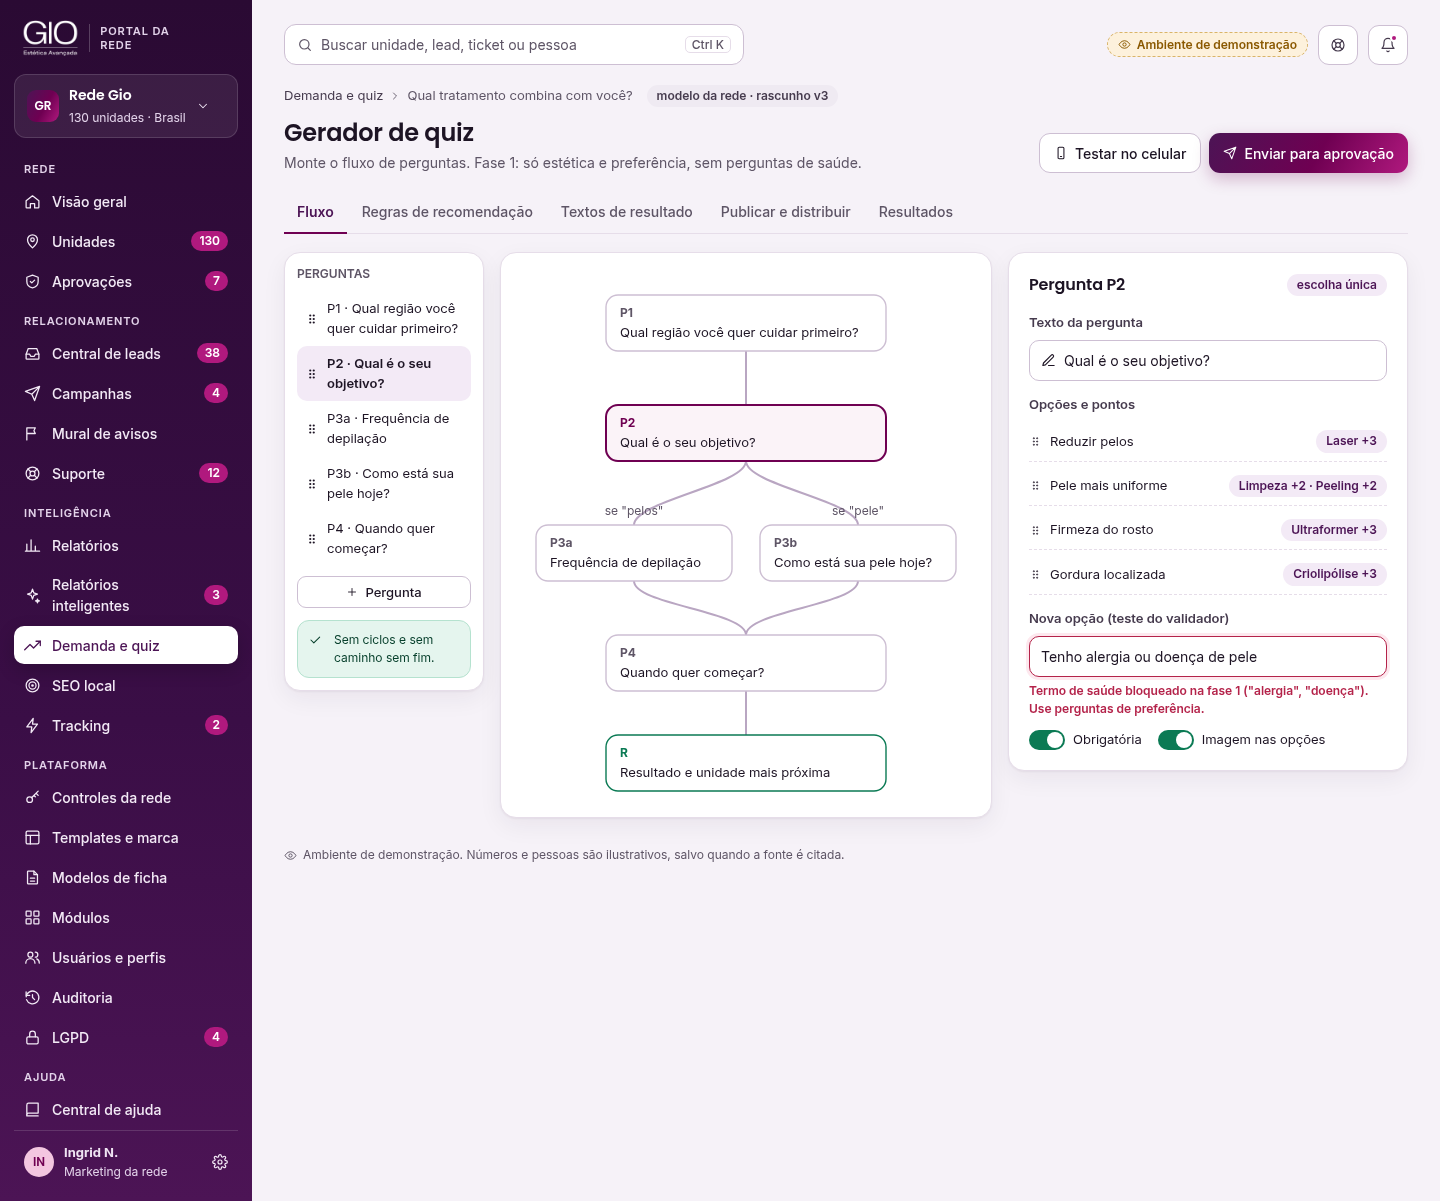 GIO
Estética Avançada
PORTAL DA
REDE
GR
Rede Gio
130 unidades · Brasil
REDE
Visão geral
Unidades 130
Aprovações 7
RELACIONAMENTO
Central de leads 38
Campanhas 4
Mural de avisos
Suporte 12
INTELIGÊNCIA
Relatórios
Relatórios
inteligentes 3
Demanda e quiz
SEO local
Tracking 2
PLATAFORMA
Controles da rede
Templates e marca
Modelos de ficha
Módulos
Usuários e perfis
Auditoria
LGPD 4
AJUDA
Central de ajuda
IN
Ingrid N.
Marketing da rede
Buscar unidade, lead, ticket ou pessoa Ctrl K
Ambiente de demonstração
Demanda e quiz Qual tratamento combina com você? modelo da rede · rascunho v3
Gerador de quiz
Monte o fluxo de perguntas. Fase 1: só estética e preferência, sem perguntas de saúde.
Testar no celular Enviar para aprovação
Fluxo Regras de recomendação Textos de resultado Publicar e distribuir Resultados
PERGUNTAS
P1 · Qual região você
quer cuidar primeiro?
P2 · Qual é o seu
objetivo?
P3a · Frequência de
depilação
P3b · Como está sua
pele hoje?
P4 · Quando quer
começar?
+ Pergunta
Sem ciclos e sem
caminho sem fim.
P1
Qual região você quer cuidar primeiro?
P2
Qual é o seu objetivo?
se "pelos" se "pele"
P3a
Frequência de depilação
P3b
Como está sua pele hoje?
P4
Quando quer começar?
R
Resultado e unidade mais próxima
Pergunta P2 escolha única
Texto da pergunta
Qual é o seu objetivo?
Opções e pontos
Reduzir pelos Laser +3
Pele mais uniforme Limpeza +2 · Peeling +2
Firmeza do rosto Ultraformer +3
Gordura localizada Criolipólise +3
Nova opção (teste do validador)
Tenho alergia ou doença de pele
Termo de saúde bloqueado na fase 1 ("alergia", "doença").
Use perguntas de preferência.
Obrigatória Imagem nas opções
Ambiente de demonstração. Números e pessoas são ilustrativos, salvo quando a fonte é citada.